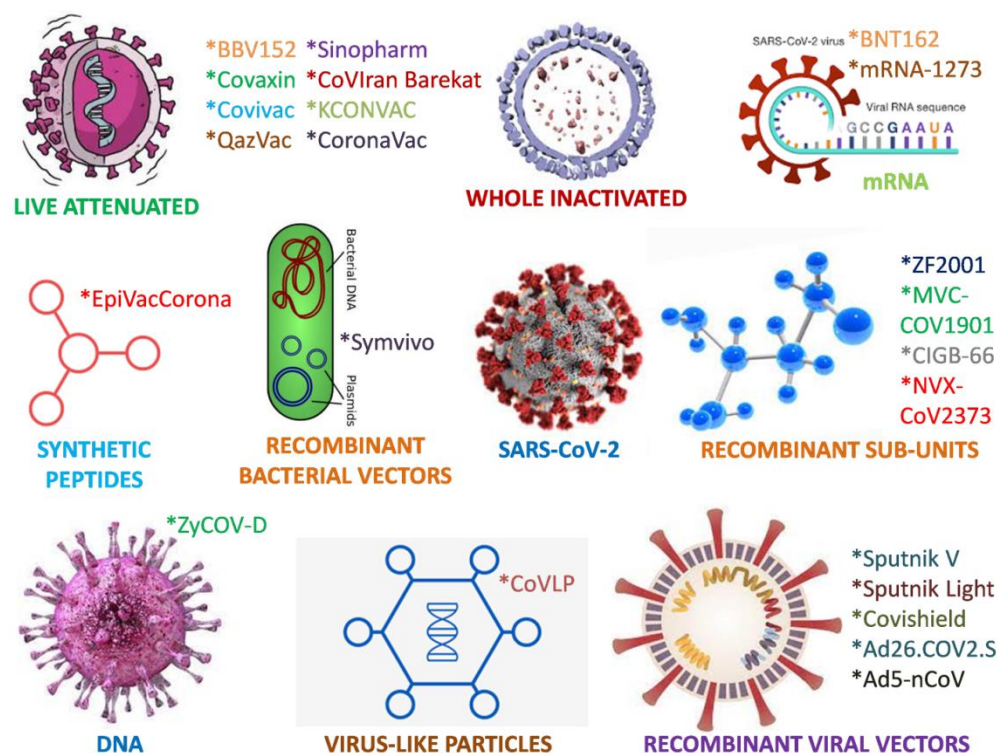 *BBV152 *Sinopharm
*Covaxin *CoVIran Barekat
*Covivac *KCONVAC
*QazVac *CoronaVac
LIVE ATTENUATED
WHOLE INACTIVATED
SARS-CoV-2 virus
*BNT162
*mRNA-1273
Viral RNA sequence
AGCCGAAUA
mRNA
*EpiVacCorona
SYNTHETIC
PEPTIDES
Bacterial DNA
*Symvivo
Plasmids
RECOMBINANT
BACTERIAL VECTORS
SARS-CoV-2
*ZF2001
*MVC-
COV1901
*CIGB-66
*NVX-
CoV2373
RECOMBINANT SUB-UNITS
*ZyCOV-D
DNA
*CoVLP
VIRUS-LIKE PARTICLES
*Sputnik V
*Sputnik Light
*Covishield
*Ad26.COV2.S
*Ad5-nCoV
RECOMBINANT VIRAL VECTORS